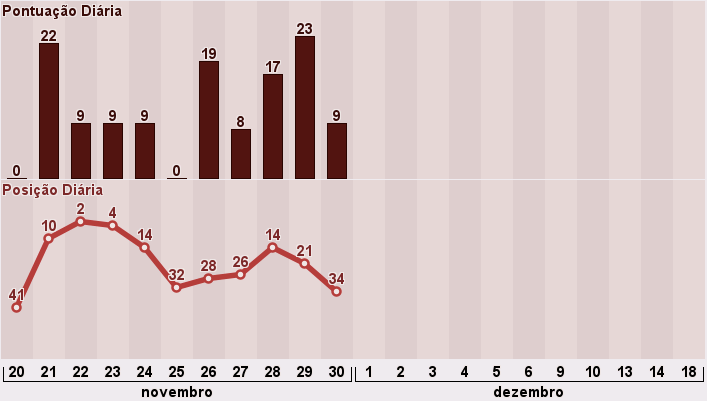 Pontuação Diária
0 22 9 9 9 0 19 8 17 23 9
Posição Diária
41 10 2 4 14 32 28 26 14 21 34
20 21 22 23 24 25 26 27 28 29 30 1 2 3 4 5 6 9 10 13 14 18
novembro dezembro